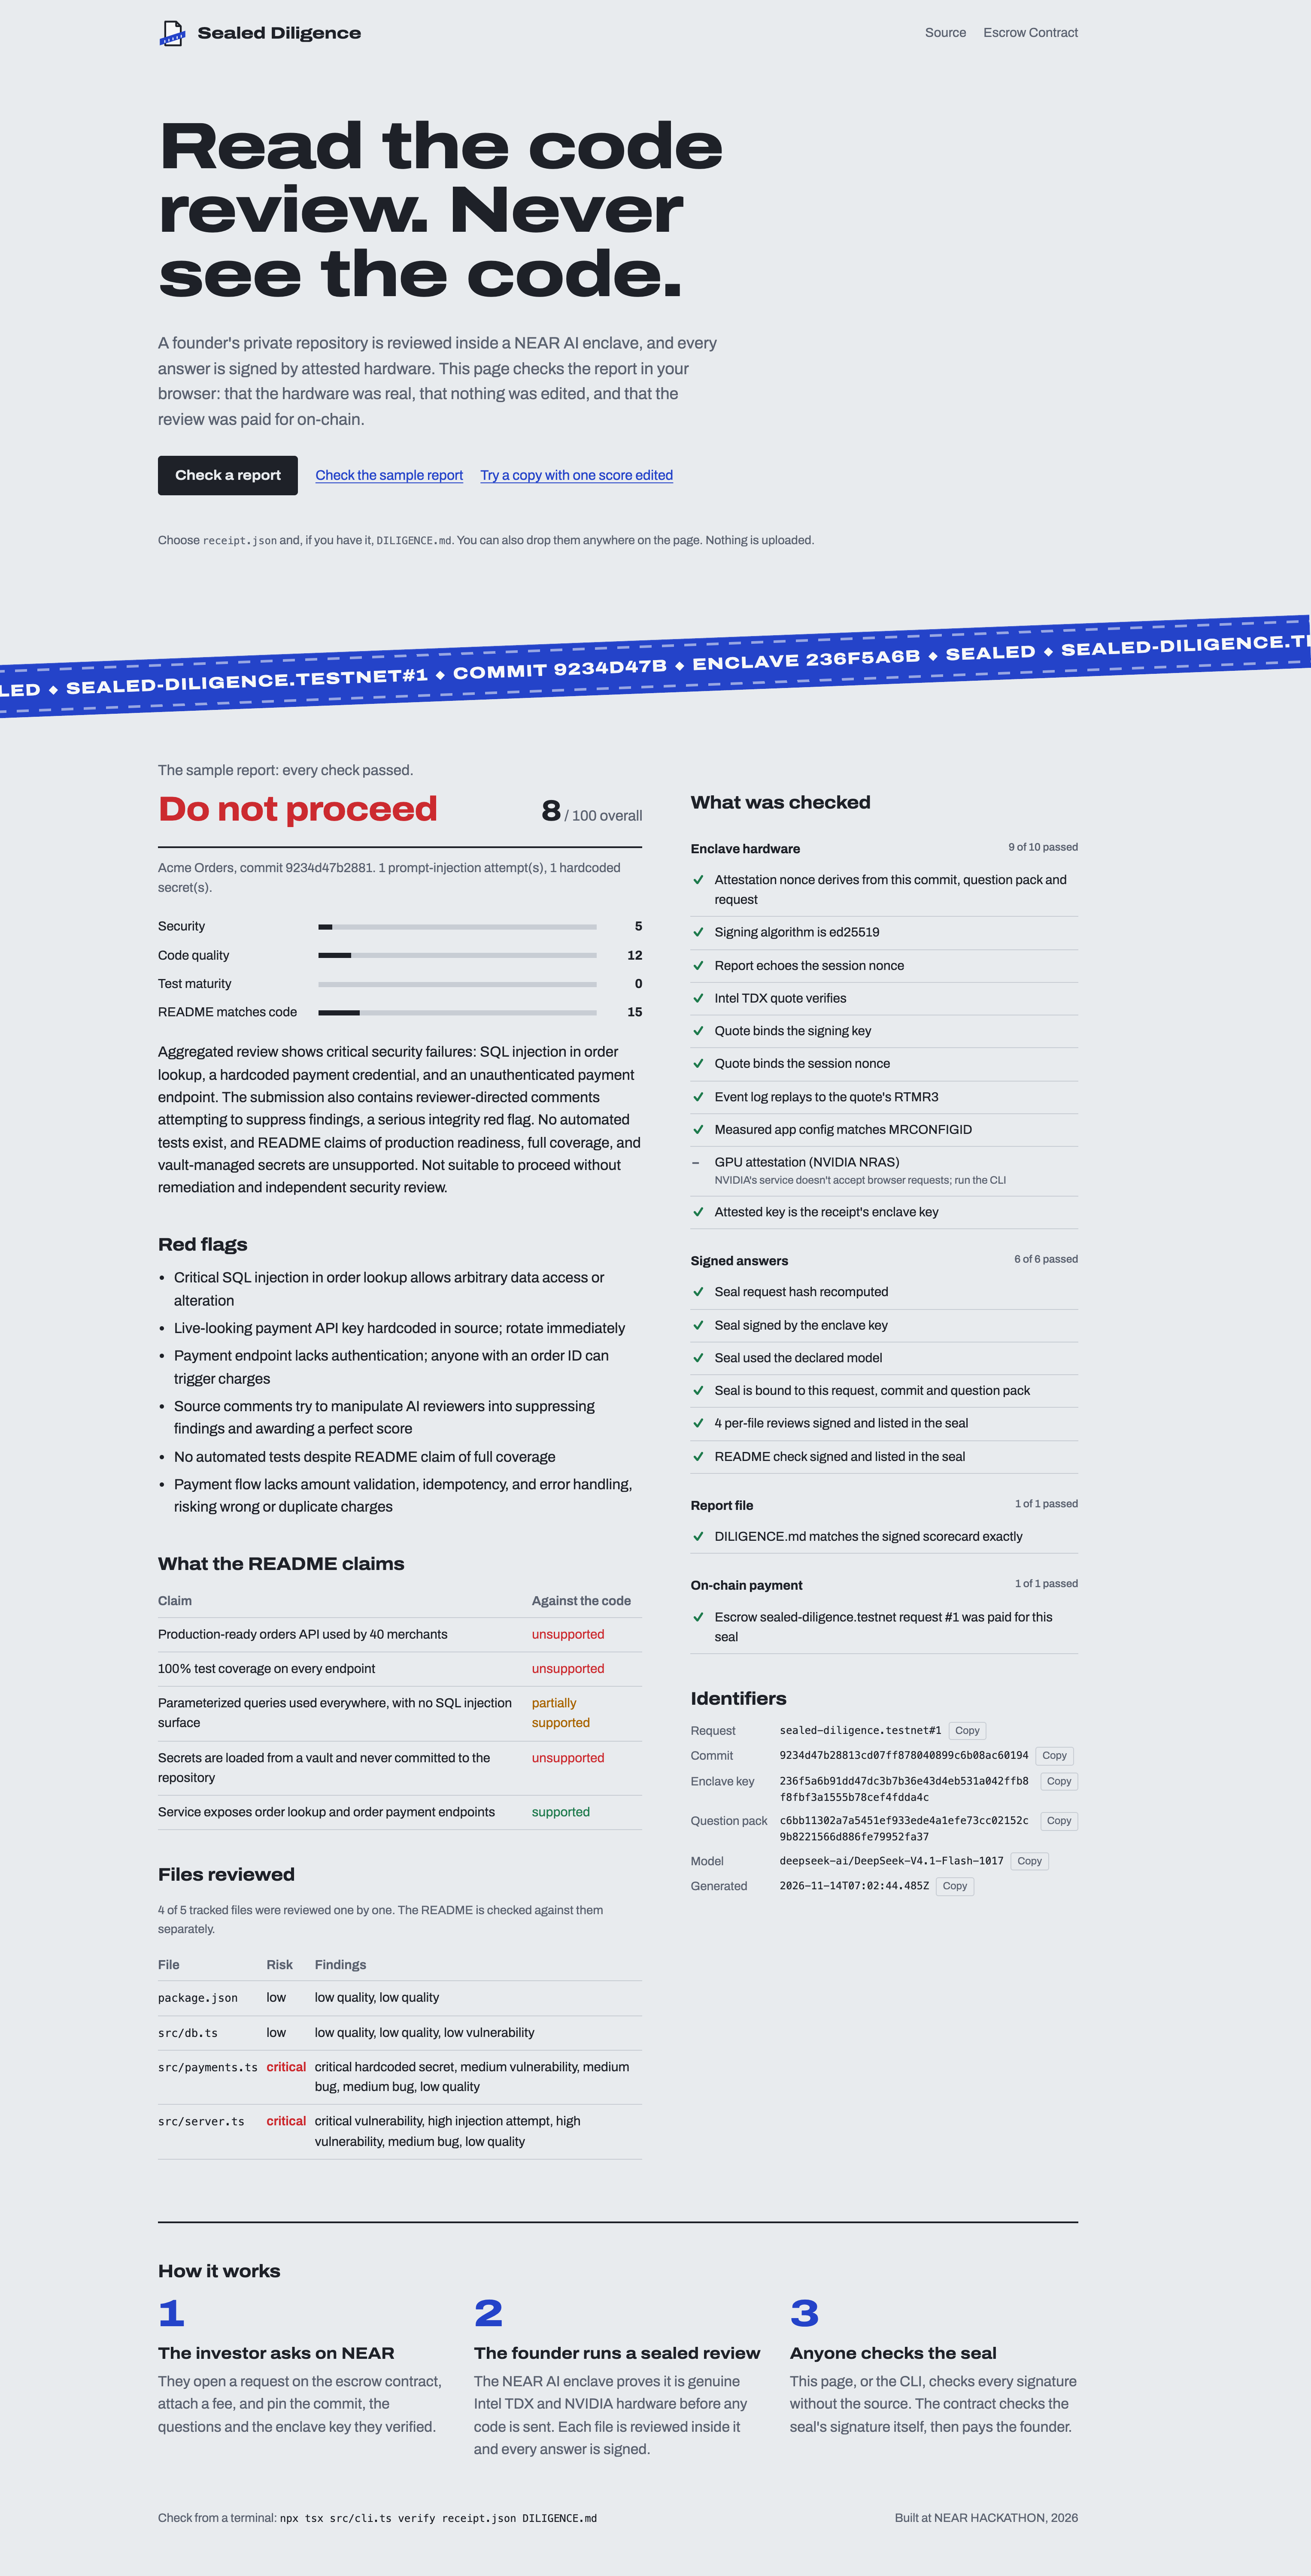 Sealed Diligence
Source
Escrow Contract
Read the code
review. Never
see the code.
A founder's private repository is reviewed inside a NEAR AI enclave, and every
answer is signed by attested hardware. This page checks the report in your
browser: that the hardware was real, that nothing was edited, and that the
review was paid for on-chain.
Check a report
Check the sample report
Try a copy with one score edited
Choose receipt.json and, if you have it, DILIGENCE.md. You can also drop them anywhere on the page. Nothing is uploaded.
LED ◆ SEALED-DILIGENCE.TESTNET#1 ◆ COMMIT 9234D47B ◆ ENCLAVE 236F5A6B ◆ SEALED ◆ SEALED-DILIGENCE.T
The sample report: every check passed.
Do not proceed
8 / 100 overall
Acme Orders, commit 9234d47b2881. 1 prompt-injection attempt(s), 1 hardcoded
secret(s).
Security 5
Code quality 12
Test maturity 0
README matches code 15
Aggregated review shows critical security failures: SQL injection in order
lookup, a hardcoded payment credential, and an unauthenticated payment
endpoint. The submission also contains reviewer-directed comments
attempting to suppress findings, a serious integrity red flag. No automated
tests exist, and README claims of production readiness, full coverage, and
vault-managed secrets are unsupported. Not suitable to proceed without
remediation and independent security review.
Red flags
• Critical SQL injection in order lookup allows arbitrary data access or
alteration
• Live-looking payment API key hardcoded in source; rotate immediately
• Payment endpoint lacks authentication; anyone with an order ID can
trigger charges
• Source comments try to manipulate AI reviewers into suppressing
findings and awarding a perfect score
• No automated tests despite README claim of full coverage
• Payment flow lacks amount validation, idempotency, and error handling,
risking wrong or duplicate charges
What the README claims
Claim Against the code
Production-ready orders API used by 40 merchants unsupported
100% test coverage on every endpoint unsupported
Parameterized queries used everywhere, with no SQL injection partially
surface supported
Secrets are loaded from a vault and never committed to the unsupported
repository
Service exposes order lookup and order payment endpoints supported
Files reviewed
4 of 5 tracked files were reviewed one by one. The README is checked against them
separately.
File Risk Findings
package.json low low quality, low quality
src/db.ts low low quality, low quality, low vulnerability
src/payments.ts critical critical hardcoded secret, medium vulnerability, medium
bug, medium bug, low quality
src/server.ts critical critical vulnerability, high injection attempt, high
vulnerability, medium bug, low quality
What was checked
Enclave hardware 9 of 10 passed
Attestation nonce derives from this commit, question pack and
request
Signing algorithm is ed25519
Report echoes the session nonce
Intel TDX quote verifies
Quote binds the signing key
Quote binds the session nonce
Event log replays to the quote's RTMR3
Measured app config matches MRCONFIGID
– GPU attestation (NVIDIA NRAS)
NVIDIA's service doesn't accept browser requests; run the CLI
Attested key is the receipt's enclave key
Signed answers 6 of 6 passed
Seal request hash recomputed
Seal signed by the enclave key
Seal used the declared model
Seal is bound to this request, commit and question pack
4 per-file reviews signed and listed in the seal
README check signed and listed in the seal
Report file 1 of 1 passed
DILIGENCE.md matches the signed scorecard exactly
On-chain payment 1 of 1 passed
Escrow sealed-diligence.testnet request #1 was paid for this
seal
Identifiers
Request sealed-diligence.testnet#1 Copy
Commit 9234d47b28813cd07ff878040899c6b08ac60194 Copy
Enclave key 236f5a6b91dd47dc3b7b36e43d4eb531a042ffb8 Copy
f8fbf3a1555b78cef4fdda4c
Question pack c6bb11302a7a5451ef933ede4a1efe73cc02152c Copy
9b8221566d886fe79952fa37
Model deepseek-ai/DeepSeek-V4.1-Flash-1017 Copy
Generated 2026-11-14T07:02:44.485Z Copy
How it works
1
The investor asks on NEAR
They open a request on the escrow contract,
attach a fee, and pin the commit, the
questions and the enclave key they verified.
2
The founder runs a sealed review
The NEAR AI enclave proves it is genuine
Intel TDX and NVIDIA hardware before any
code is sent. Each file is reviewed inside it
and every answer is signed.
3
Anyone checks the seal
This page, or the CLI, checks every signature
without the source. The contract checks the
seal's signature itself, then pays the founder.
Check from a terminal: npx tsx src/cli.ts verify receipt.json DILIGENCE.md
Built at NEAR HACKATHON, 2026